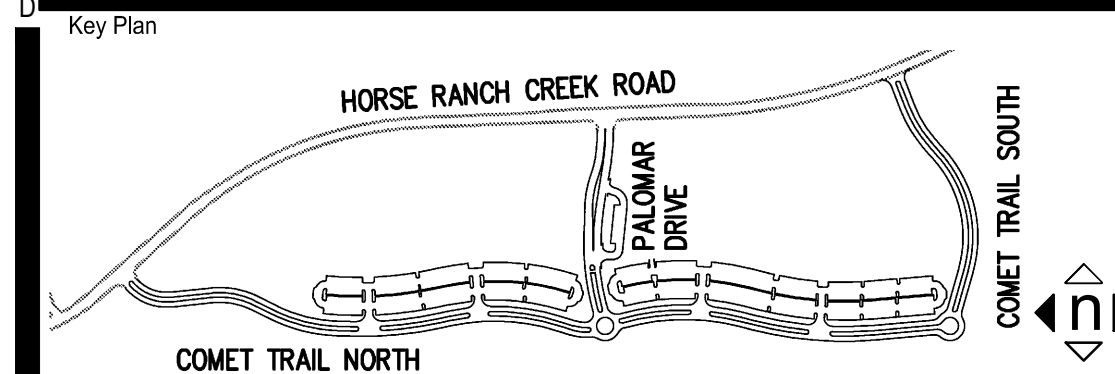 D
Key Plan
HORSE RANCH CREEK ROAD
PALOMAR
DRIVE
COMET TRAIL SOUTH
n
COMET TRAIL NORTH